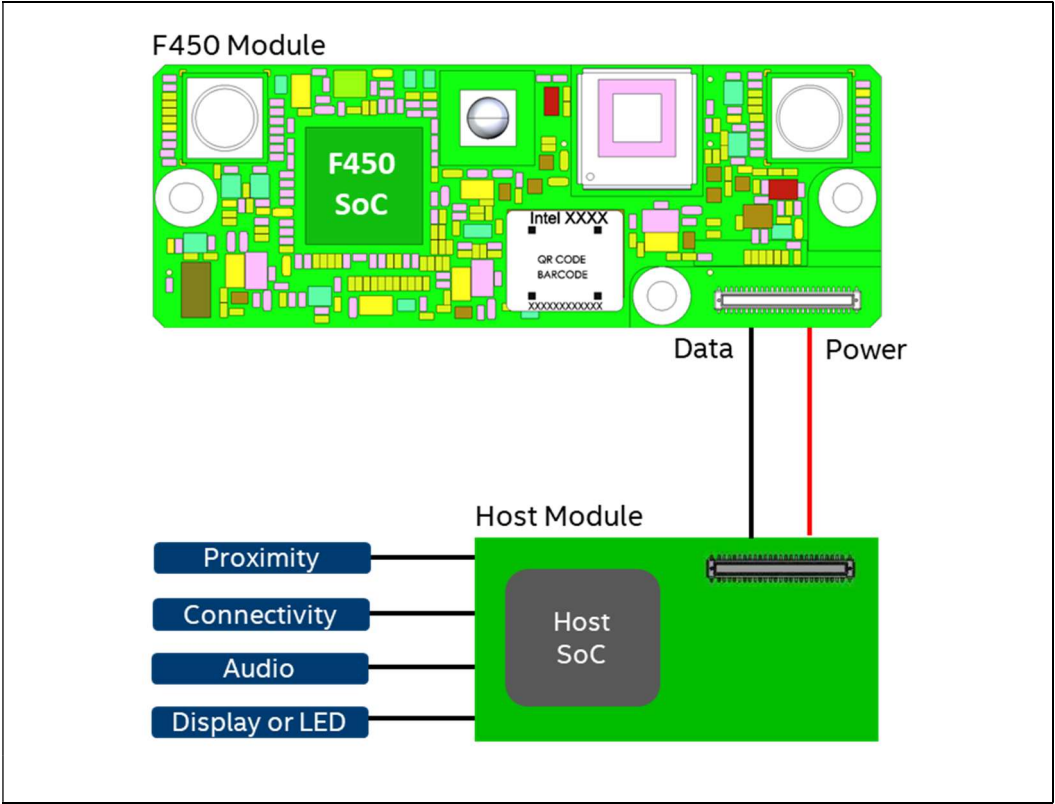 F450 Module
F450
SoC
Intel XXXX
QR CODE
BARCODE
XXXXXXXXXXX
Data
Power
Host Module
Proximity
Connectivity
Audio
Display or LED
Host
SoC